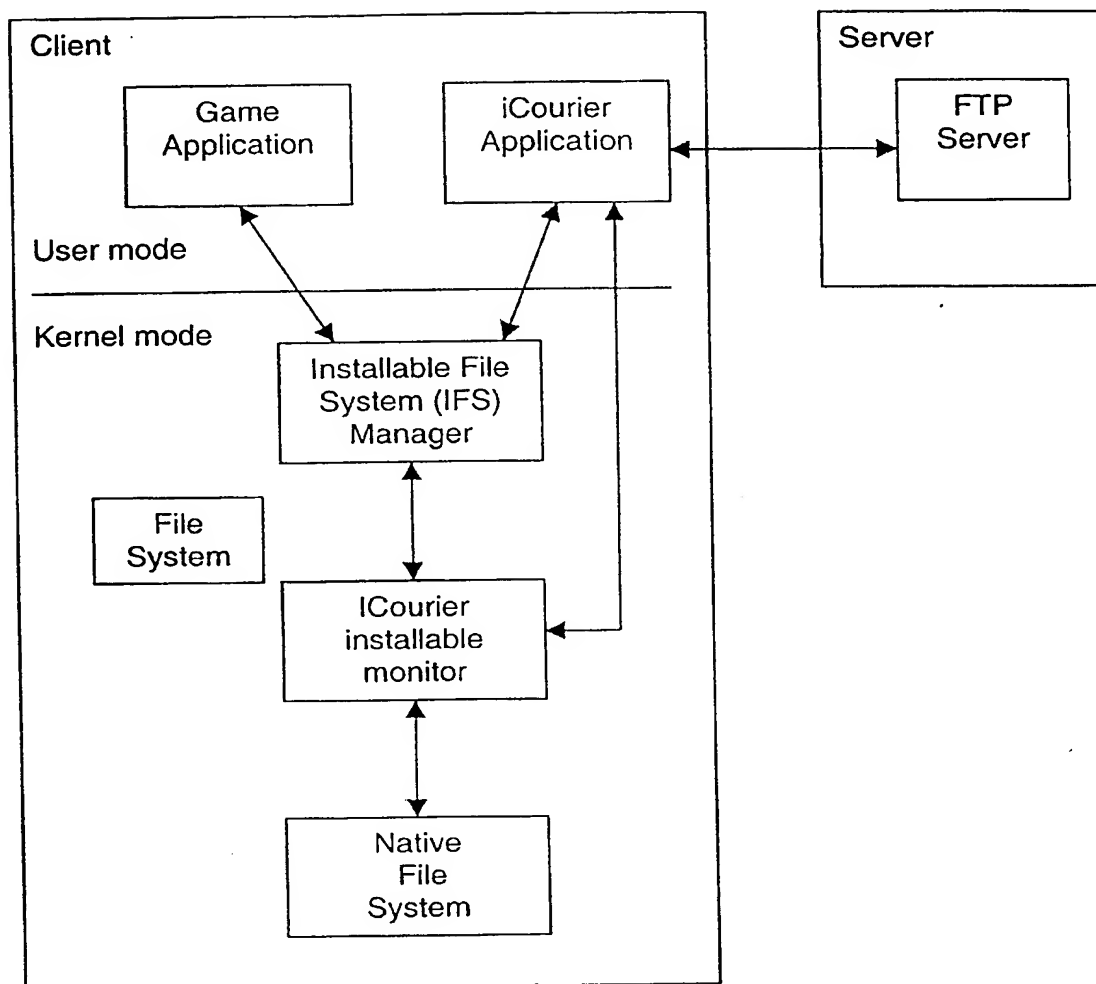 Client
Server
Game
Application
iCourier
Application
FTP
Server
User mode
Kernel mode
Installable File
System (IFS)
Manager
File
System
ICourier
installable
monitor
Native
File
System